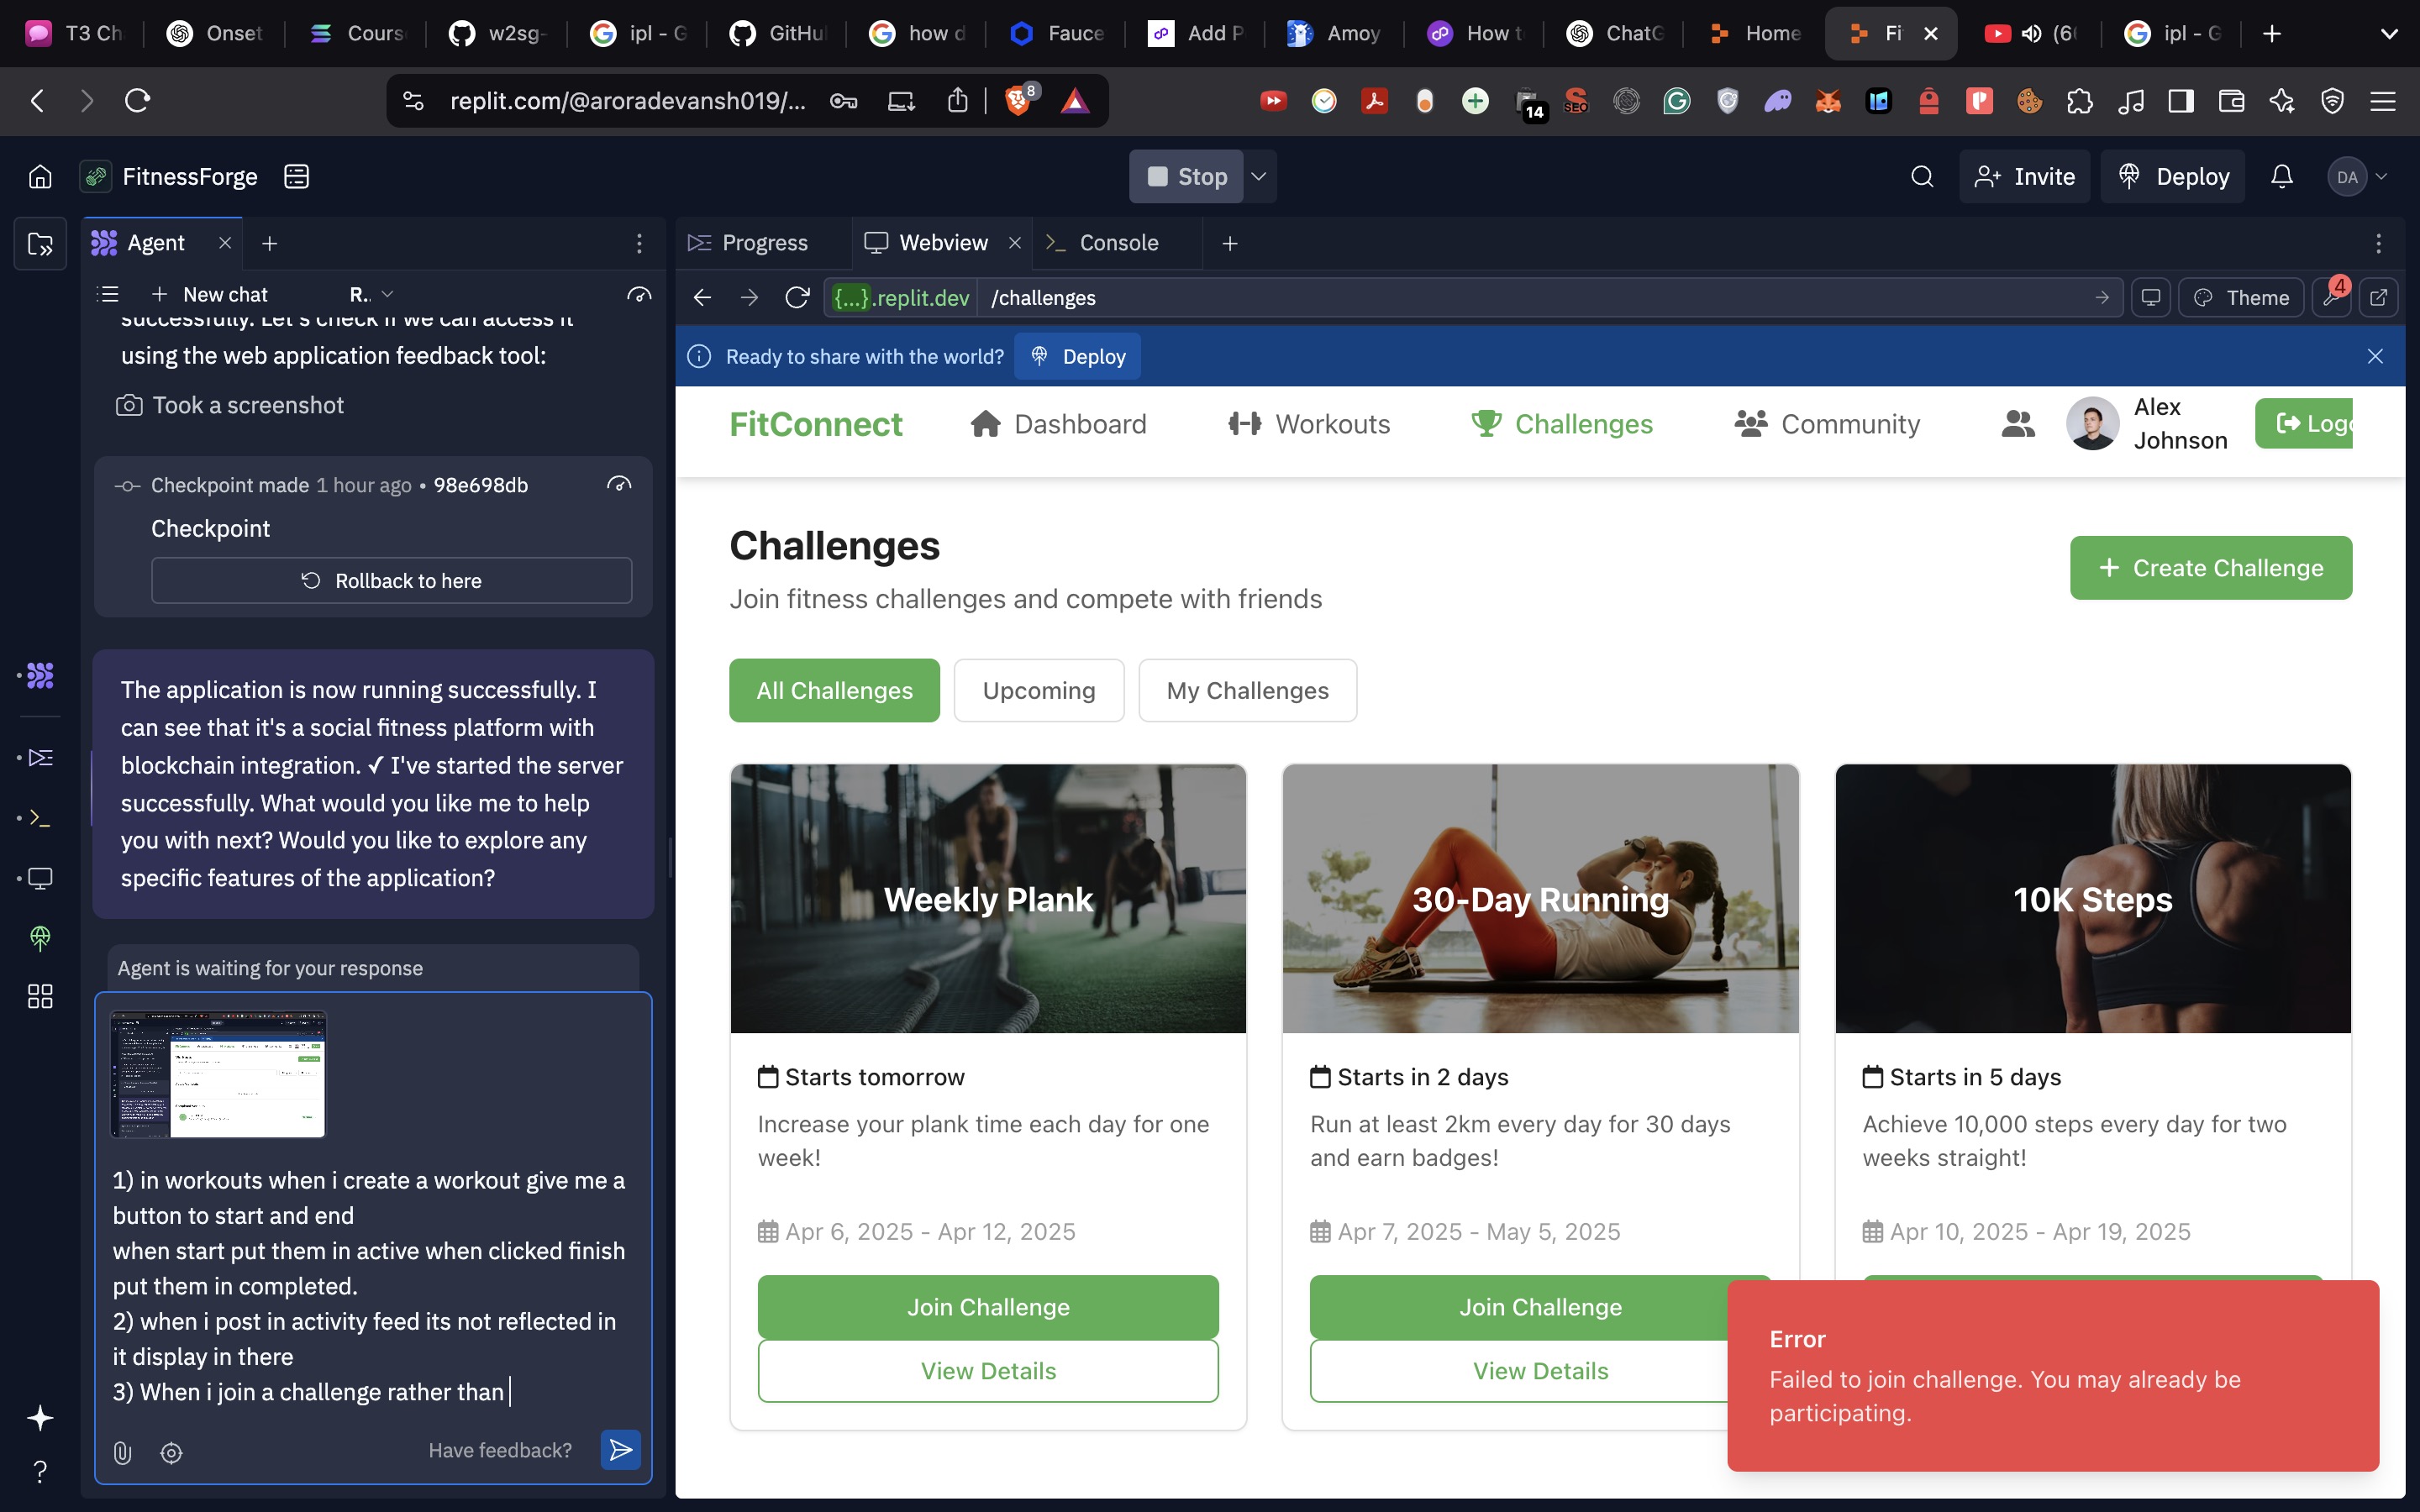 T3 Ch
Onset
Cours
w2sg-
ipl - G
GitHu
how d
Fauce
Add P
Amoy
How t
ChatG
Home
Fi
(6
ipl - G
replit.com/@aroradevansh019/...
8
14
SEO
FitnessForge
Stop
Invite
Deploy
DA
Agent
Progress
Webview
Console
New chat
R..
{...}.replit.dev
/challenges
Theme
4
successfully. Let's check if we can access it
using the web application feedback tool:
Took a screenshot
Checkpoint made 1 hour ago • 98e698db
Checkpoint
Rollback to here
The application is now running successfully. I
can see that it's a social fitness platform with
blockchain integration. ✓ I've started the server
successfully. What would you like me to help
you with next? Would you like to explore any
specific features of the application?
Agent is waiting for your response
1) in workouts when i create a workout give me a
button to start and end
when start put them in active when clicked finish
put them in completed.
2) when i post in activity feed its not reflected in
it display in there
3) When i join a challenge rather than
Have feedback?
Ready to share with the world?
Deploy
FitConnect
Dashboard
Workouts
Challenges
Community
Alex
Johnson
Logo
Challenges
Join fitness challenges and compete with friends
+ Create Challenge
All Challenges
Upcoming
My Challenges
Weekly Plank
Starts tomorrow
Increase your plank time each day for one
week!
Apr 6, 2025 - Apr 12, 2025
Join Challenge
View Details
30-Day Running
Starts in 2 days
Run at least 2km every day for 30 days
and earn badges!
Apr 7, 2025 - May 5, 2025
Join Challenge
View Details
10K Steps
Starts in 5 days
Achieve 10,000 steps every day for two
weeks straight!
Apr 10, 2025 - Apr 19, 2025
Error
Failed to join challenge. You may already be
participating.